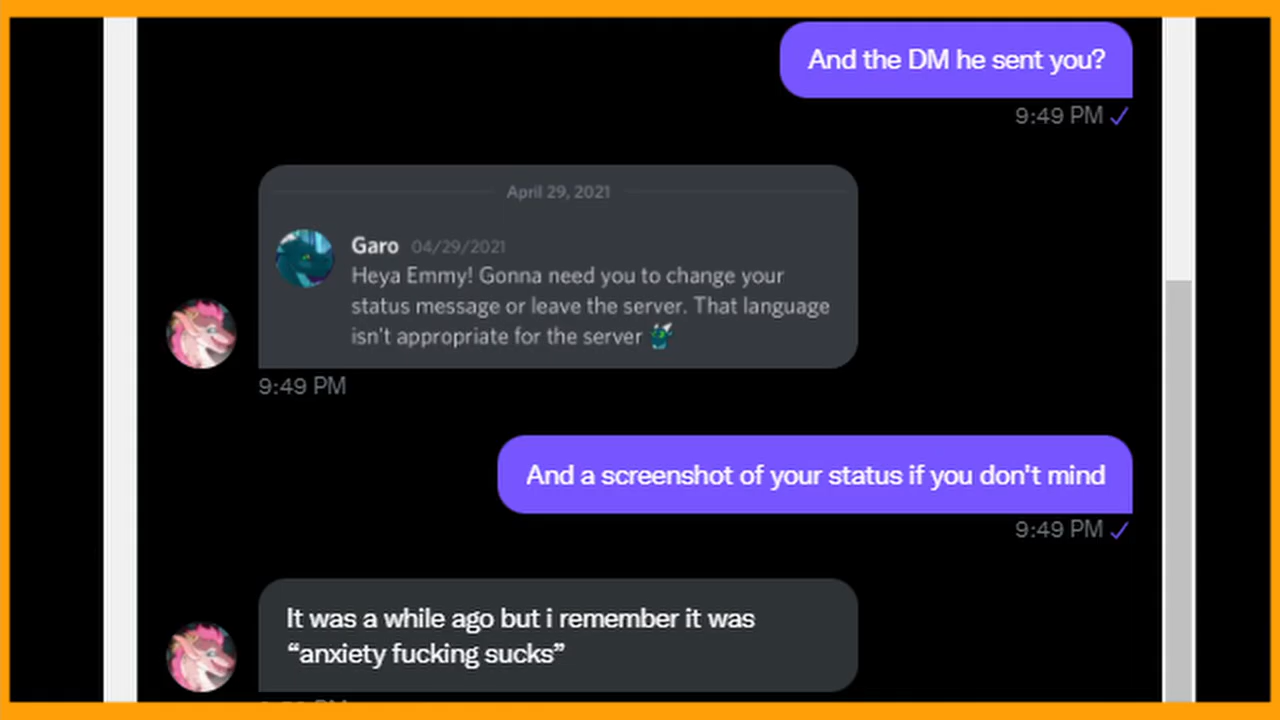 And the DM he sent you?
9:49 PM
April 29, 2021
Garo 04/29/2021
Heya Emmy! Gonna need you to change your
status message or leave the server. That language
isn't appropriate for the server
9:49 PM
And a screenshot of your status if you don't mind
9:49 PM
It was a while ago but i remember it was
“anxiety fucking sucks”